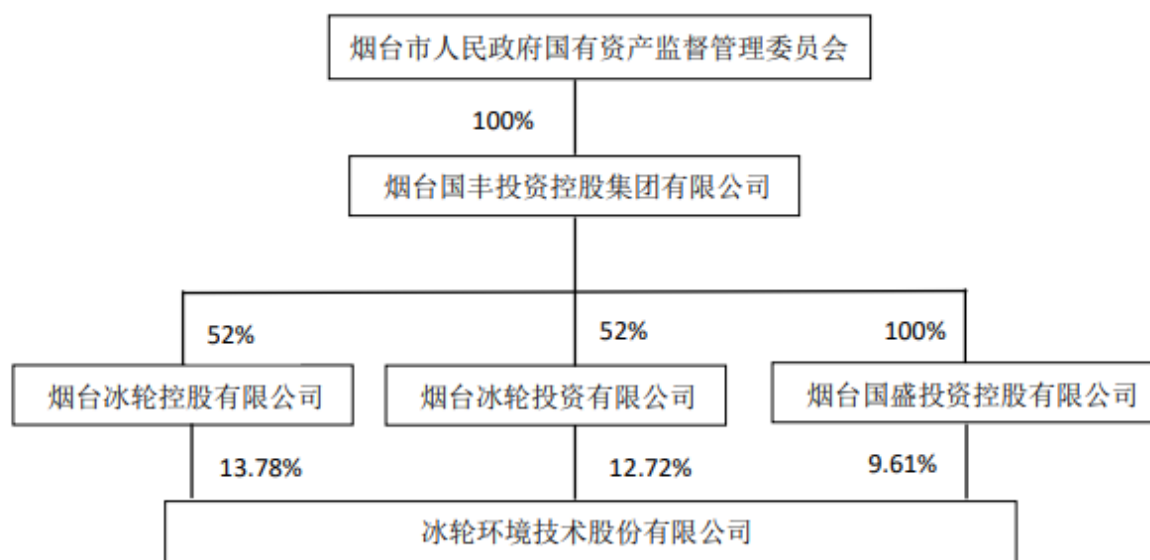 烟台市人民政府国有资产监督管理委员会
100%
烟台国丰投资控股集团有限公司
52%
52%
100%
烟台冰轮控股有限公司
烟台冰轮投资有限公司
烟台国盛投资控股有限公司
13.78%
12.72%
9.61%
冰轮环境技术股份有限公司